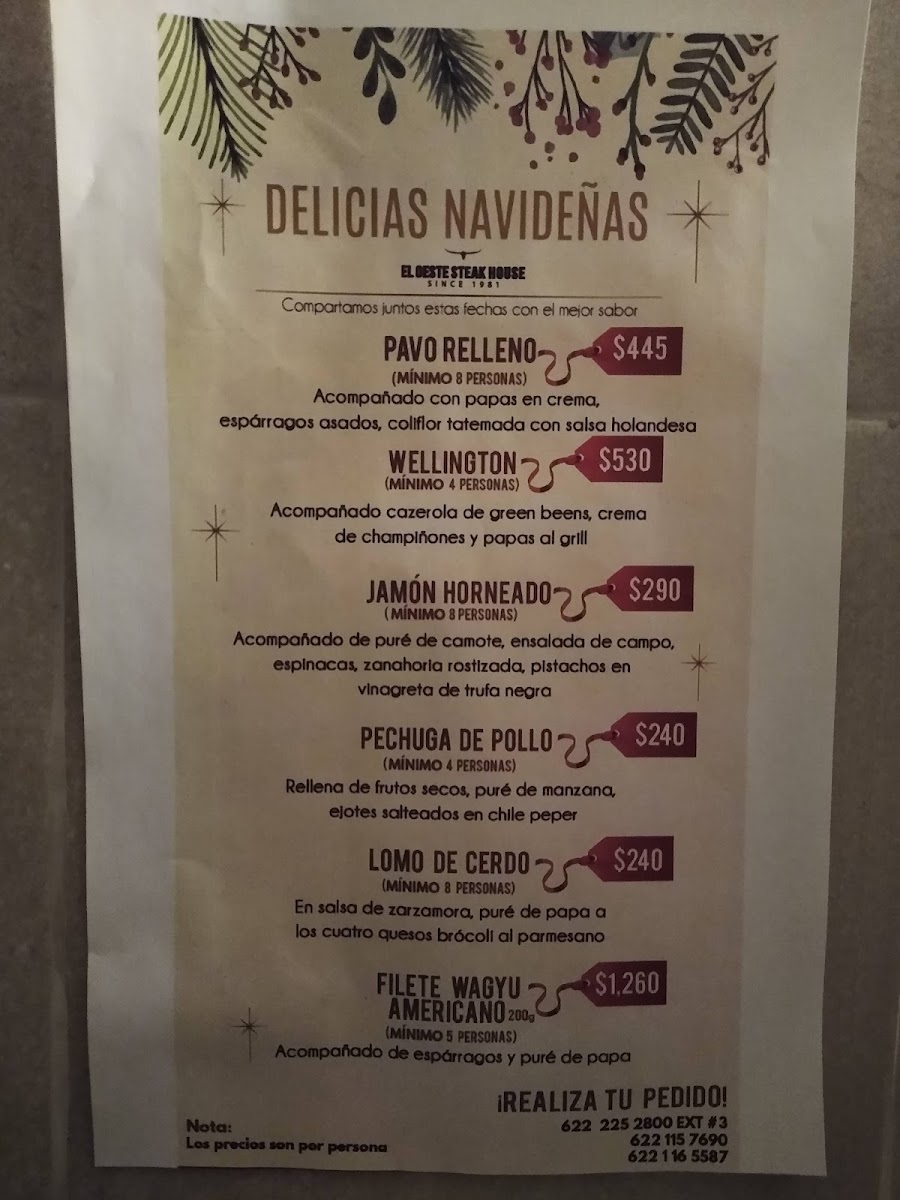 DELICIAS NAVIDEÑAS
EL OESTE STEAK HOUSE
SINCE 1981
Compartamos juntos estas fechas con el mejor sabor
PAVO RELLENO $445
(MÍNIMO 8 PERSONAS)
Acompañado con papas en crema,
espárragos asados, coliflor tatemada con salsa holandesa
WELLINGTON $530
(MÍNIMO 4 PERSONAS)
Acompañado cazerola de green beens, crema
de champiñones y papas al grill
JAMÓN HORNEADO $290
(MÍNIMO 8 PERSONAS)
Acompañado de puré de camote, ensalada de campo,
espinacas, zanahoria rostizada, pistachos en
vinagreta de trufa negra
PECHUGA DE POLLO $240
(MÍNIMO 4 PERSONAS)
Rellena de frutos secos, puré de manzana,
ejotes salteados en chile peper
LOMO DE CERDO $240
(MÍNIMO 8 PERSONAS)
En salsa de zarzamora, puré de papa a
los cuatro quesos brócoli al parmesano
FILETE WAGYU $1,260
AMERICANO 200g
(MÍNIMO 5 PERSONAS)
Acompañado de espárragos y puré de papa
¡REALIZA TU PEDIDO!
622 225 2800 EXT #3
622 115 7690
622 116 5587
Nota:
Los precios son por persona